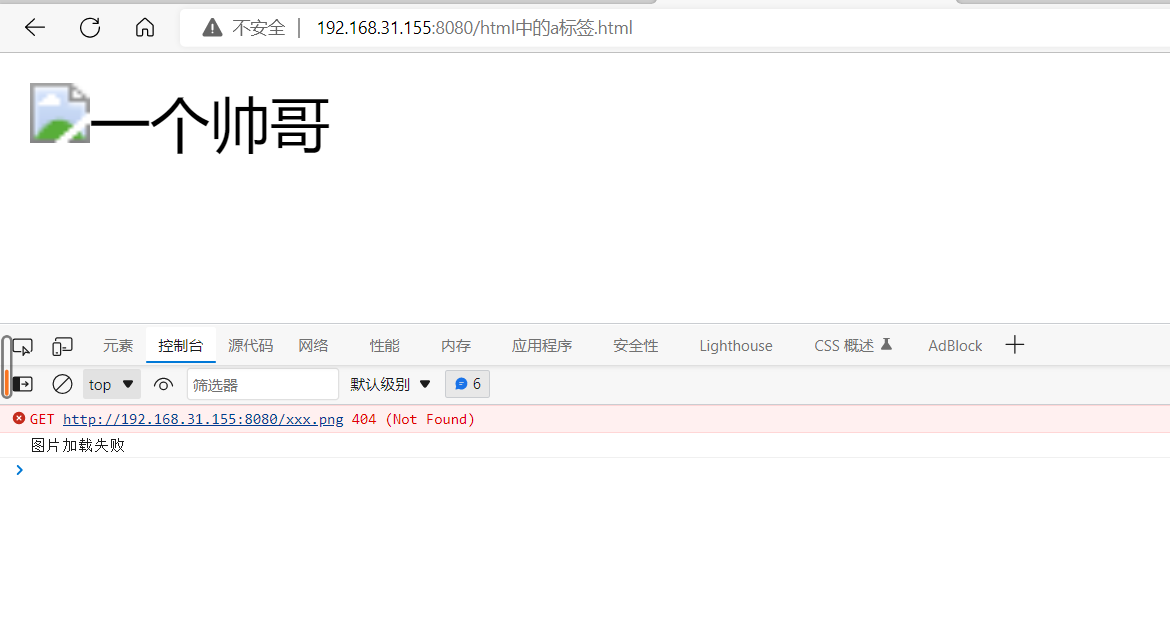 不安全 | 192.168.31.155:8080/html中的a标签.html
一个帅哥
元素 控制台 源代码 网络 性能 内存 应用程序 安全性 Lighthouse CSS 概述 AdBlock
top 筛选器 默认级别 6
GET http://192.168.31.155:8080/xxx.png 404 (Not Found)
图片加载失败